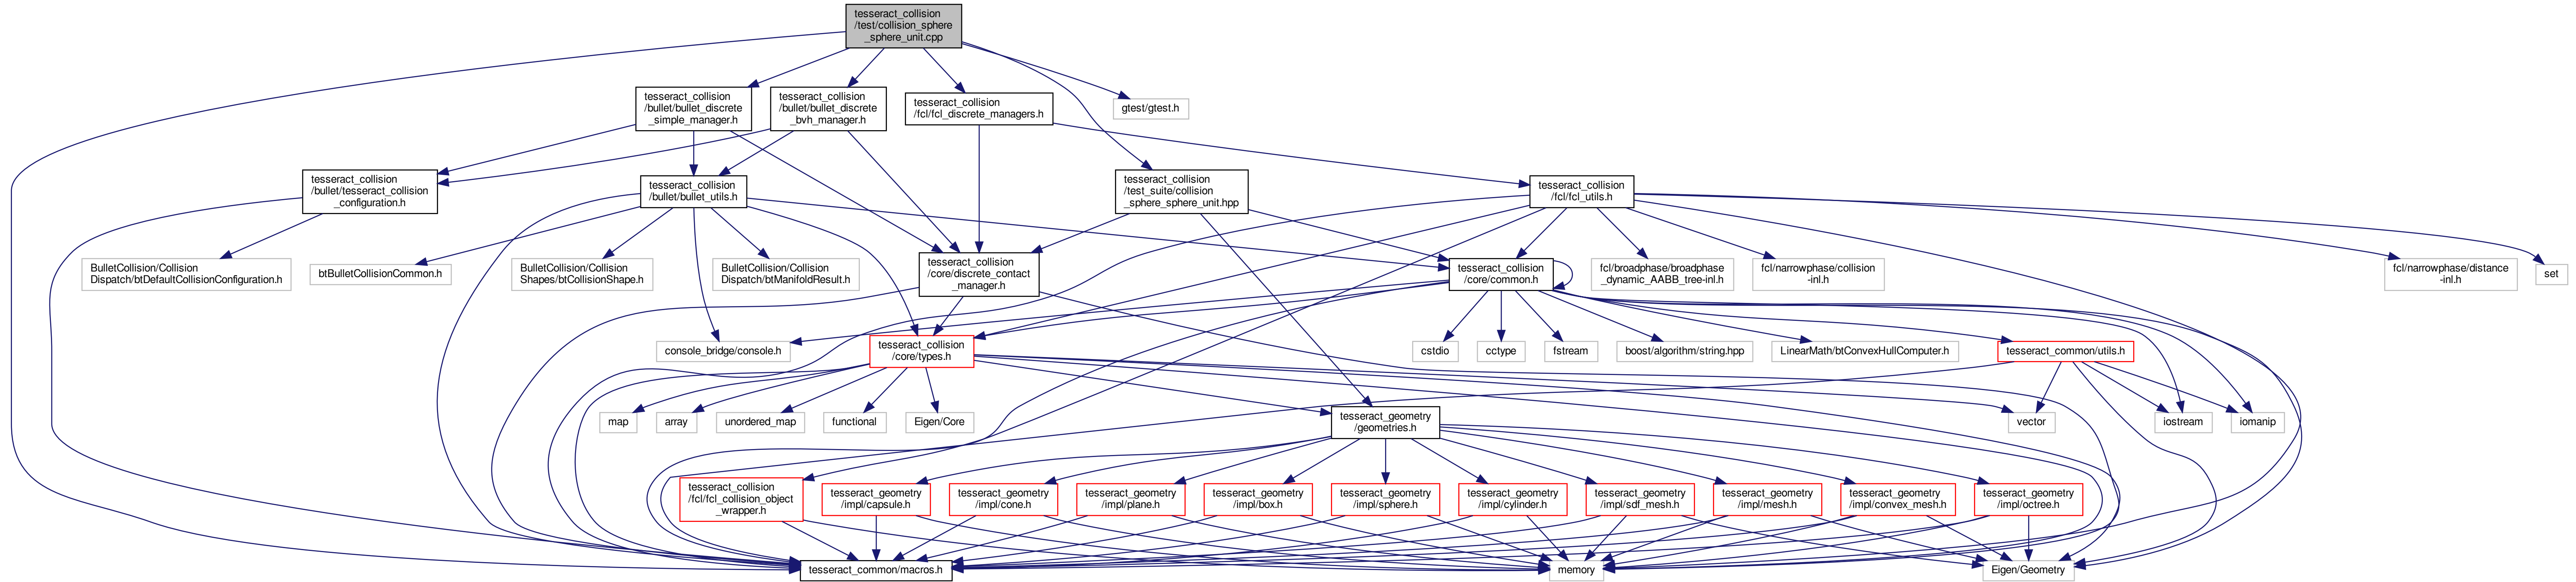 tesseract_collision
/test/collision_sphere
_sphere_unit.cpp
tesseract_collision
/bullet/bullet_discrete
_simple_manager.h
tesseract_collision
/bullet/bullet_discrete
_bvh_manager.h
tesseract_collision
/fcl/fcl_discrete_managers.h
gtest/gtest.h
tesseract_collision
/bullet/tesseract_collision
_configuration.h
tesseract_collision
/bullet/bullet_utils.h
tesseract_collision
/test_suite/collision
_sphere_sphere_unit.hpp
tesseract_collision
/fcl/fcl_utils.h
BulletCollision/Collision
Dispatch/btDefaultCollisionConfiguration.h
btBulletCollisionCommon.h
BulletCollision/Collision
Shapes/btCollisionShape.h
BulletCollision/Collision
Dispatch/btManifoldResult.h
tesseract_collision
/core/discrete_contact
_manager.h
tesseract_collision
/core/common.h
fcl/broadphase/broadphase
_dynamic_AABB_tree-inl.h
fcl/narrowphase/collision
-inl.h
fcl/narrowphase/distance
-inl.h
set
console_bridge/console.h
tesseract_collision
/core/types.h
cstdio
cctype
fstream
boost/algorithm/string.hpp
LinearMath/btConvexHullComputer.h
tesseract_common/utils.h
map
array
unordered_map
functional
Eigen/Core
tesseract_geometry
/geometries.h
vector
iostream
iomanip
tesseract_collision
/fcl/fcl_collision_object
_wrapper.h
tesseract_geometry
/impl/capsule.h
tesseract_geometry
/impl/cone.h
tesseract_geometry
/impl/plane.h
tesseract_geometry
/impl/box.h
tesseract_geometry
/impl/sphere.h
tesseract_geometry
/impl/cylinder.h
tesseract_geometry
/impl/sdf_mesh.h
tesseract_geometry
/impl/mesh.h
tesseract_geometry
/impl/convex_mesh.h
tesseract_geometry
/impl/octree.h
tesseract_common/macros.h
memory
Eigen/Geometry